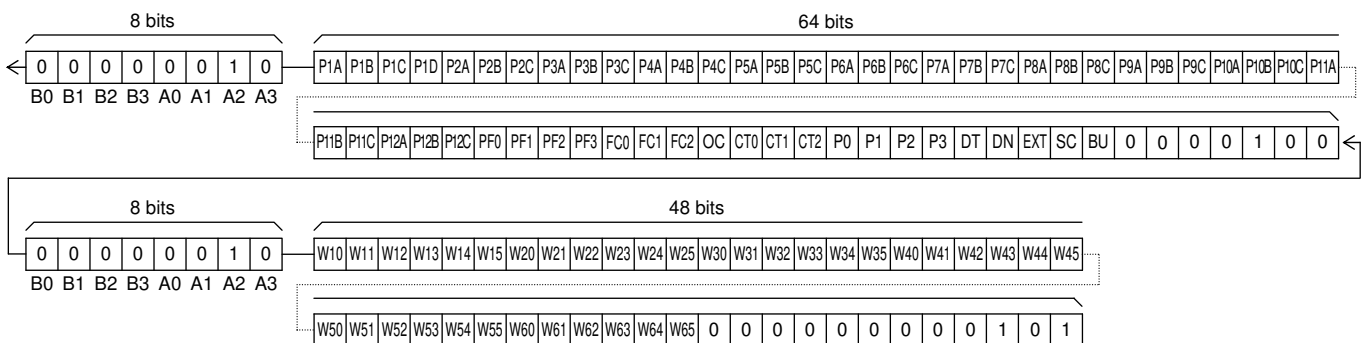 8 bits 64 bits
0 0 0 0 0 0 1 0 P1A P1B P1C P1D P2A P2B P2C P3A P3B P3C P4A P4B P4C P5A P5B P5C P6A P6B P6C P7A P7B P7C P8A P8B P8C P9A P9B P9C P10A P10B P10C P11A
B0 B1 B2 B3 A0 A1 A2 A3
P11B P11C P12A P12B P12C PF0 PF1 PF2 PF3 FC0 FC1 FC2 OC CT0 CT1 CT2 P0 P1 P2 P3 DT DN EXT SC BU 0 0 0 0 1 0 0
8 bits 48 bits
0 0 0 0 0 0 1 0 W10 W11 W12 W13 W14 W15 W20 W21 W22 W23 W24 W25 W30 W31 W32 W33 W34 W35 W40 W41 W42 W43 W44 W45
B0 B1 B2 B3 A0 A1 A2 A3
W50 W51 W52 W53 W54 W55 W60 W61 W62 W63 W64 W65 0 0 0 0 0 0 0 0 0 1 0 1